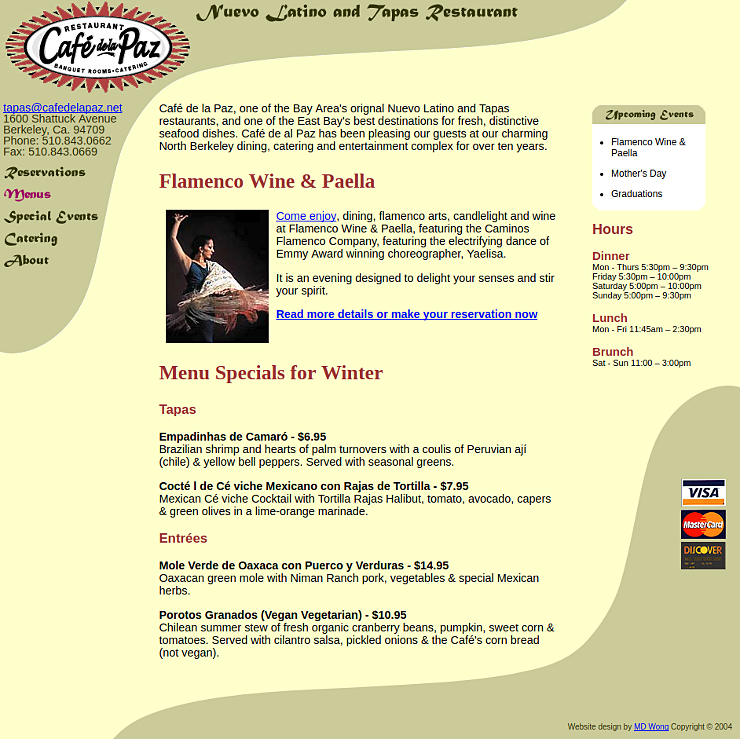 Nuevo Latino and Tapas Restaurant
RESTAURANT
Café de la Paz
BANQUET ROOMS • CATERING
tapas@cafedelapaz.net
1600 Shattuck Avenue
Berkeley, Ca. 94709
Phone: 510.843.0662
Fax: 510.843.0669
Reservations
Menus
Special Events
Catering
About
Café de la Paz, one of the Bay Area's orignal Nuevo Latino and Tapas
restaurants, and one of the East Bay's best destinations for fresh, distinctive
seafood dishes. Café de al Paz has been pleasing our guests at our charming
North Berkeley dining, catering and entertainment complex for over ten years.
Flamenco Wine & Paella
Come enjoy, dining, flamenco arts, candlelight and wine
at Flamenco Wine & Paella, featuring the Caminos
Flamenco Company, featuring the electrifying dance of
Emmy Award winning choreographer, Yaelisa.
It is an evening designed to delight your senses and stir
your spirit.
Read more details or make your reservation now
Menu Specials for Winter
Tapas
Empadinhas de Camaró - $6.95
Brazilian shrimp and hearts of palm turnovers with a coulis of Peruvian ají
(chile) & yellow bell peppers. Served with seasonal greens.
Cocté l de Cé viche Mexicano con Rajas de Tortilla - $7.95
Mexican Cé viche Cocktail with Tortilla Rajas Halibut, tomato, avocado, capers
& green olives in a lime-orange marinade.
Entrées
Mole Verde de Oaxaca con Puerco y Verduras - $14.95
Oaxacan green mole with Niman Ranch pork, vegetables & special Mexican
herbs.
Porotos Granados (Vegan Vegetarian) - $10.95
Chilean summer stew of fresh organic cranberry beans, pumpkin, sweet corn &
tomatoes. Served with cilantro salsa, pickled onions & the Café's corn bread
(not vegan).
Upcoming Events
• Flamenco Wine &
Paella
• Mother's Day
• Graduations
Hours
Dinner
Mon - Thurs 5:30pm – 9:30pm
Friday 5:30pm – 10:00pm
Saturday 5:00pm – 10:00pm
Sunday 5:00pm – 9:30pm
Lunch
Mon - Fri 11:45am – 2:30pm
Brunch
Sat - Sun 11:00 – 3:00pm
VISA
MasterCard
DISCOVER
Website design by MD Wong Copyright © 2004